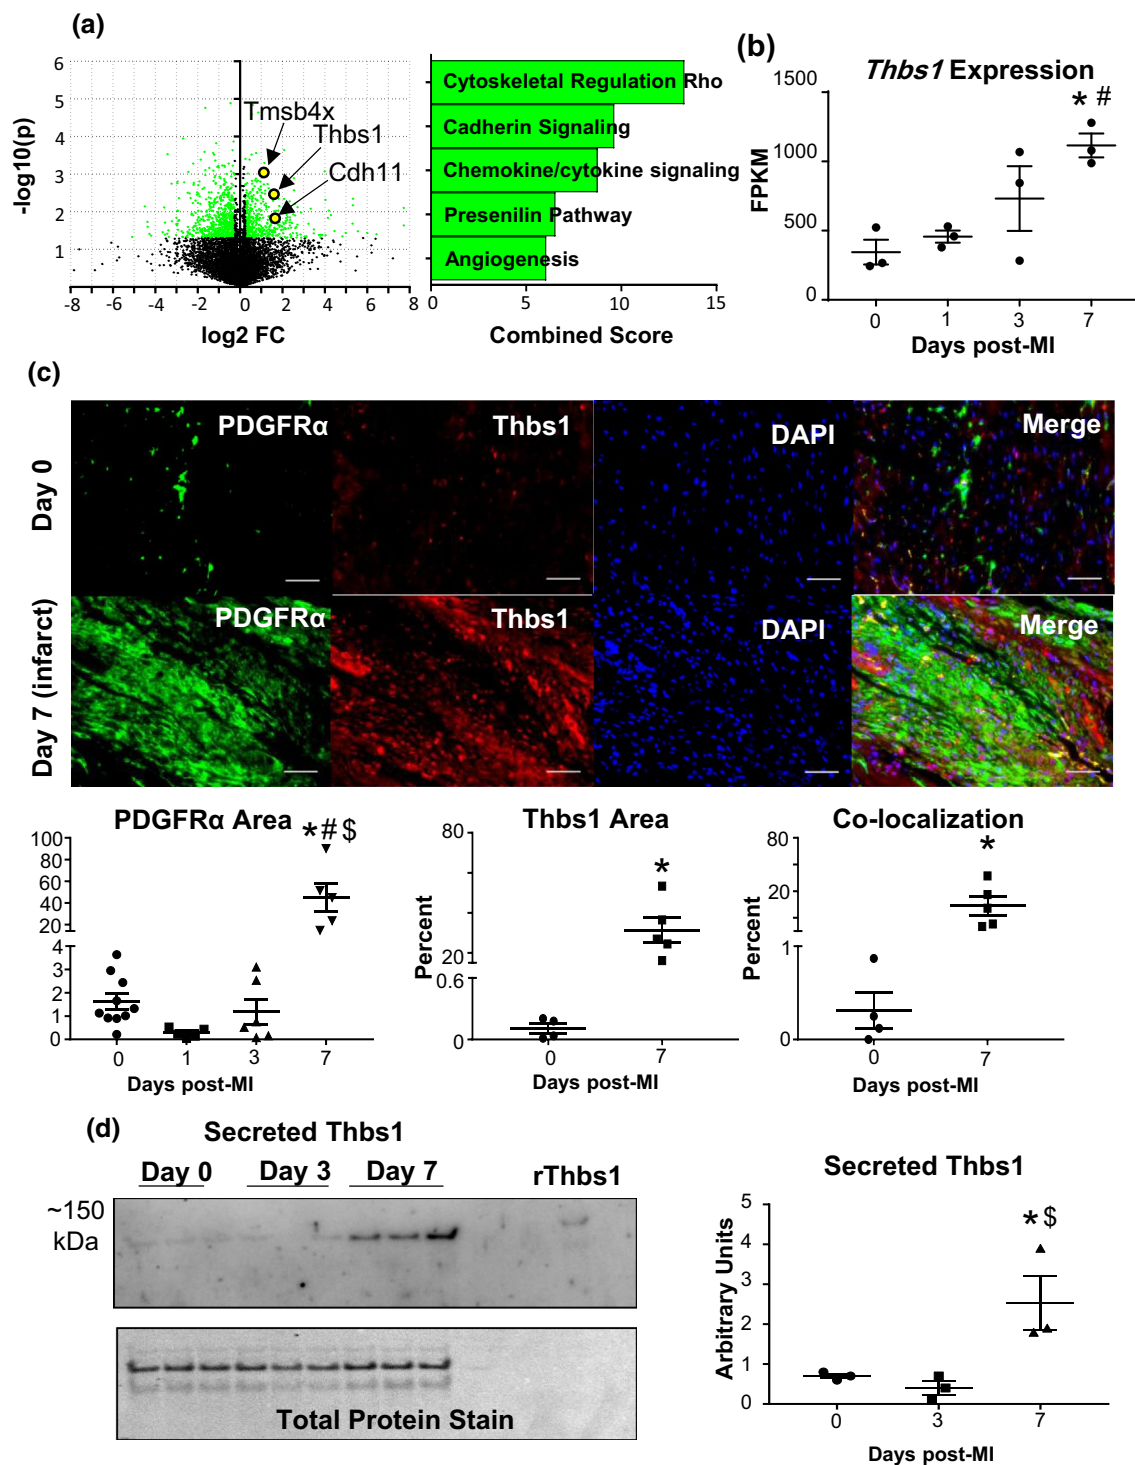 (a)
6
5
4
3
2
1
-log10(p)
Tmsb4x
Thbs1
Cdh11
-8 -6 -4 -2 0 2 4 6 8
log2 FC
Cytoskeletal Regulation Rho
Cadherin Signaling
Chemokine/cytokine signaling
Presenilin Pathway
Angiogenesis
0 5 10 15
Combined Score
(b)
Thbs1 Expression
1500
1000
500
0
FPKM
* #
0 1 3 7
Days post-MI
(c)
Day 0
PDGFRα Thbs1 DAPI Merge
Day 7 (infarct)
PDGFRα Thbs1 DAPI Merge
PDGFRα Area
100
80
60
40
20
4
3
2
1
0
*#$
0 1 3 7
Days post-MI
Thbs1 Area
Percent
80
20
0.6
0
*
0 7
Days post-MI
Co-localization
Percent
80
20
1
0
*
0 7
Days post-MI
(d)
Secreted Thbs1
Day 0 Day 3 Day 7 rThbs1
~150
kDa
Total Protein Stain
Secreted Thbs1
Arbitrary Units
5
4
3
2
1
0
*$
0 3 7
Days post-MI